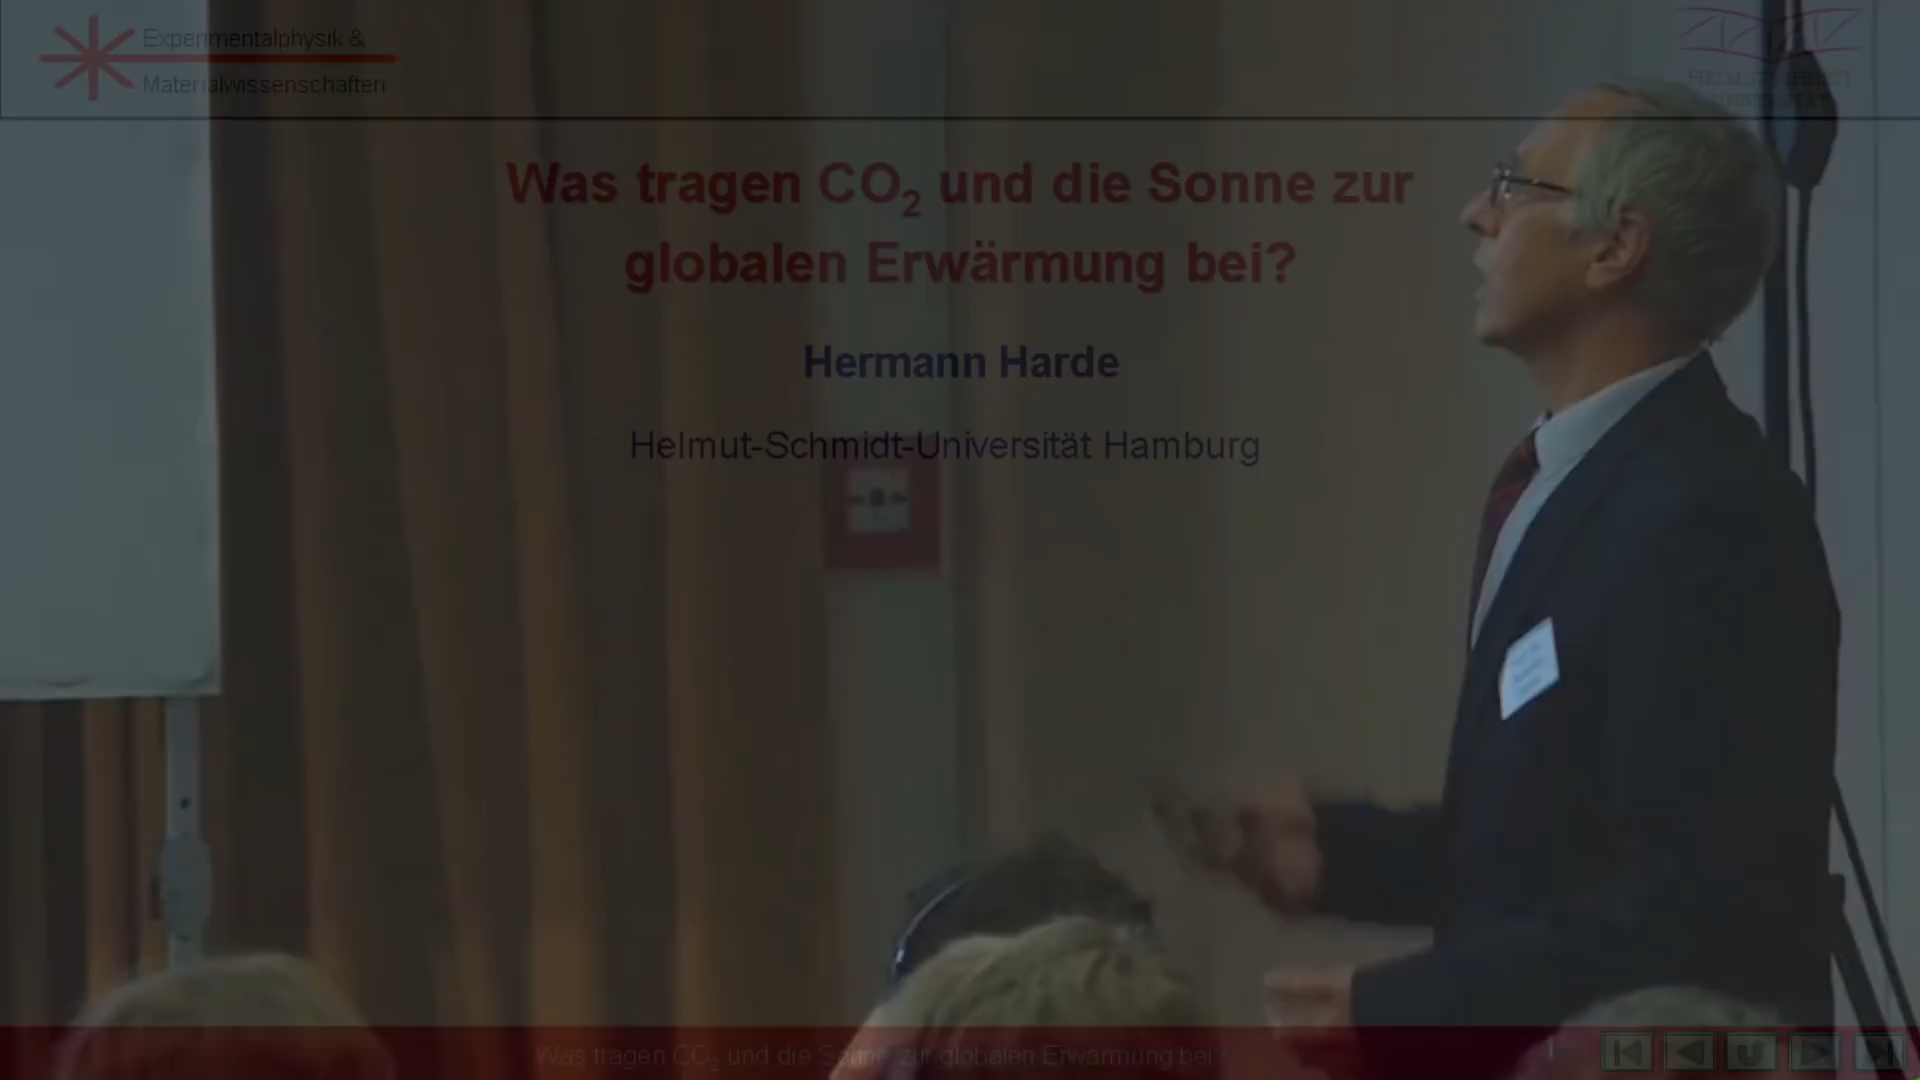 Experimentalphysik &
Materialwissenschaften
Was tragen CO₂ und die Sonne zur
globalen Erwärmung bei?
Hermann Harde
Helmut-Schmidt-Universität Hamburg
Was tragen CO₂ und die Sonne zur globalen Erwärmung bei?